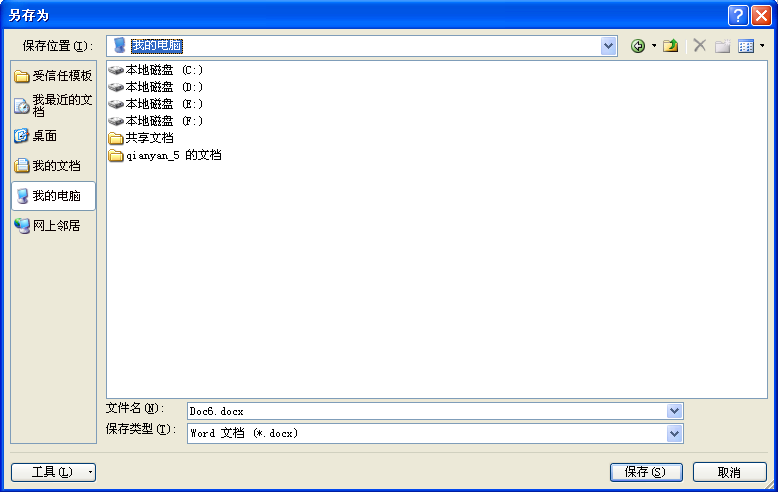 另存为
保存位置(I):
我的电脑
受信任模板
我最近的文
档
桌面
我的文档
我的电脑
网上邻居
本地磁盘 (C:)
本地磁盘 (D:)
本地磁盘 (E:)
本地磁盘 (F:)
共享文档
qianyan_5 的文档
文件名(N):
Doc6.docx
保存类型(T):
Word 文档 (*.docx)
工具(L)
保存(S)
取消